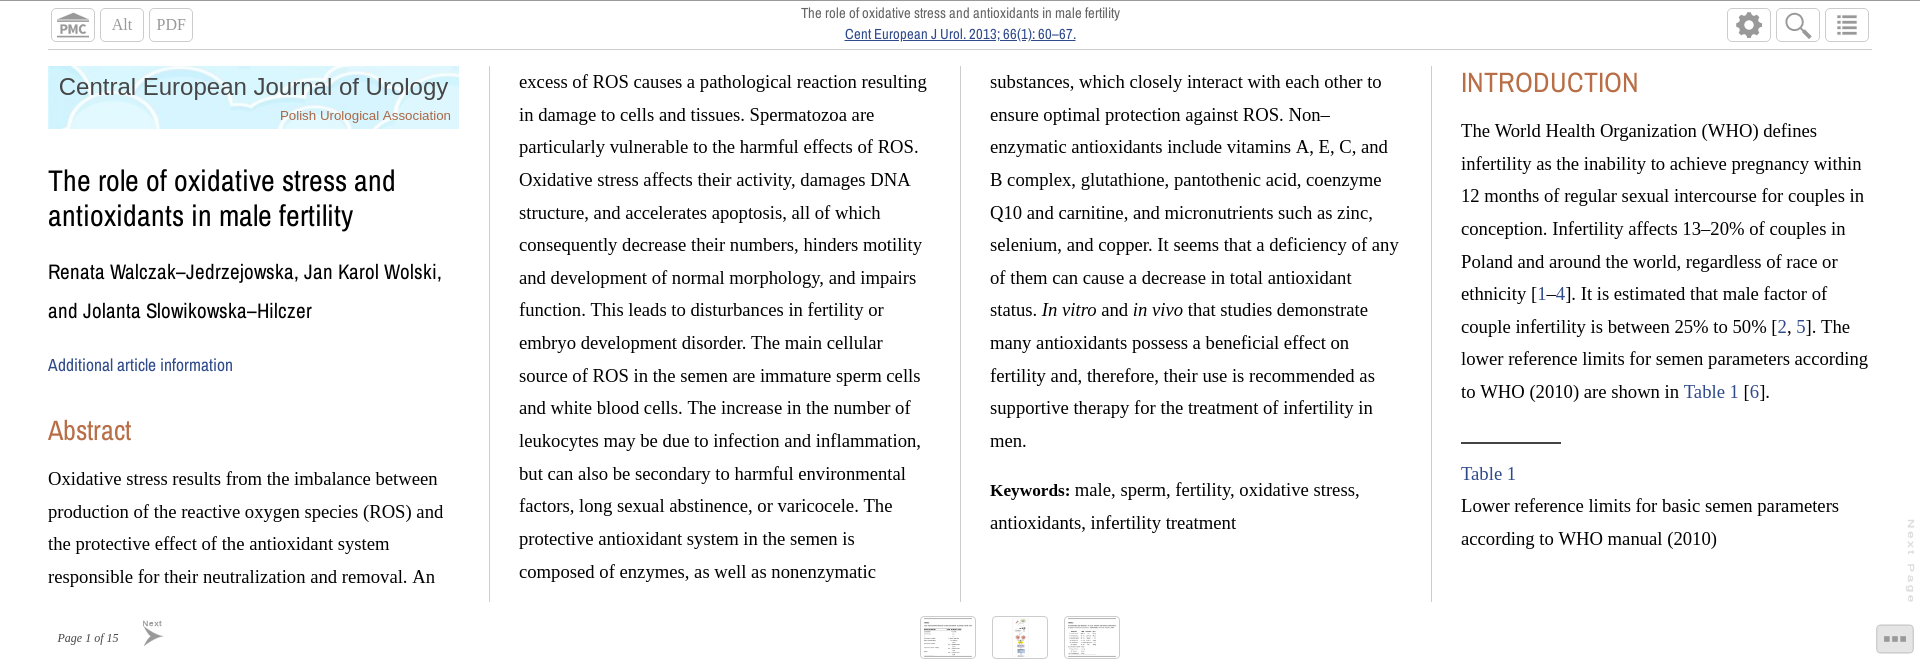 PMC
Alt
PDF
The role of oxidative stress and antioxidants in male fertility
Cent European J Urol. 2013; 66(1): 60–67.
Central European Journal of Urology
Polish Urological Association
The role of oxidative stress and
antioxidants in male fertility
Renata Walczak–Jedrzejowska, Jan Karol Wolski,
and Jolanta Slowikowska–Hilczer
Additional article information
Abstract
Oxidative stress results from the imbalance between
production of the reactive oxygen species (ROS) and
the protective effect of the antioxidant system
responsible for their neutralization and removal. An
excess of ROS causes a pathological reaction resulting
in damage to cells and tissues. Spermatozoa are
particularly vulnerable to the harmful effects of ROS.
Oxidative stress affects their activity, damages DNA
structure, and accelerates apoptosis, all of which
consequently decrease their numbers, hinders motility
and development of normal morphology, and impairs
function. This leads to disturbances in fertility or
embryo development disorder. The main cellular
source of ROS in the semen are immature sperm cells
and white blood cells. The increase in the number of
leukocytes may be due to infection and inflammation,
but can also be secondary to harmful environmental
factors, long sexual abstinence, or varicocele. The
protective antioxidant system in the semen is
composed of enzymes, as well as nonenzymatic
substances, which closely interact with each other to
ensure optimal protection against ROS. Non–
enzymatic antioxidants include vitamins A, E, C, and
B complex, glutathione, pantothenic acid, coenzyme
Q10 and carnitine, and micronutrients such as zinc,
selenium, and copper. It seems that a deficiency of any
of them can cause a decrease in total antioxidant
status. In vitro and in vivo that studies demonstrate
many antioxidants possess a beneficial effect on
fertility and, therefore, their use is recommended as
supportive therapy for the treatment of infertility in
men.
Keywords: male, sperm, fertility, oxidative stress,
antioxidants, infertility treatment
INTRODUCTION
The World Health Organization (WHO) defines
infertility as the inability to achieve pregnancy within
12 months of regular sexual intercourse for couples in
conception. Infertility affects 13–20% of couples in
Poland and around the world, regardless of race or
ethnicity [1–4]. It is estimated that male factor of
couple infertility is between 25% to 50% [2, 5]. The
lower reference limits for semen parameters according
to WHO (2010) are shown in Table 1 [6].
Table 1
Lower reference limits for basic semen parameters
according to WHO manual (2010)
Next Page
Page 1 of 15
Next